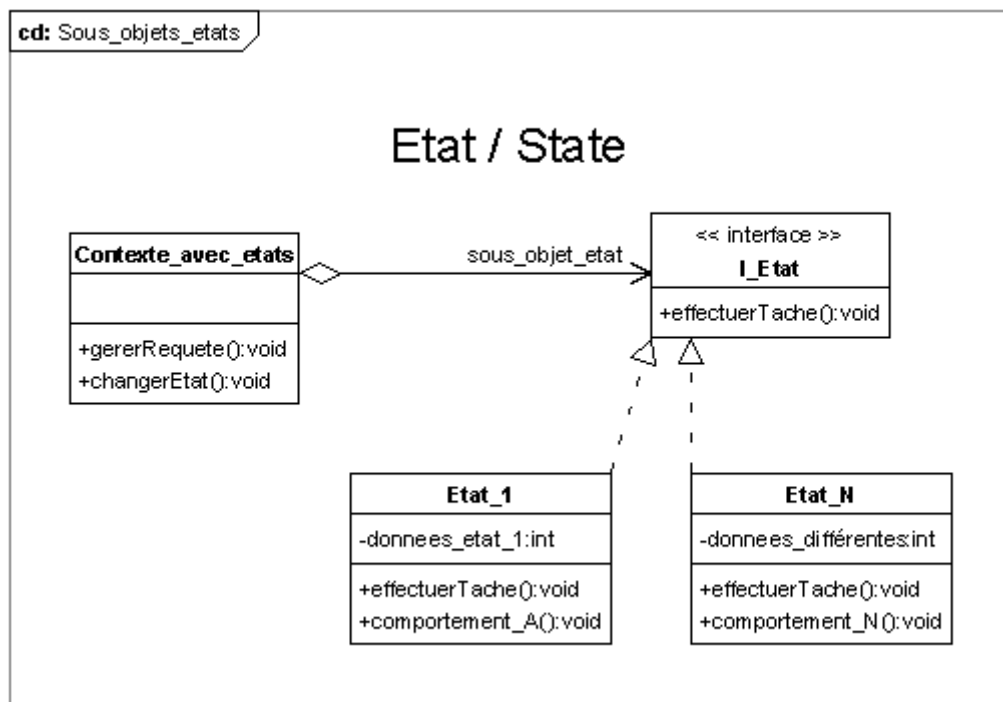 cd: Sous_objets_etats
Etat / State
Contexte_avec_etats
+gererRequete():void
+changerEtat():void
sous_objet_etat
<< interface >>
I_Etat
+effectuerTache():void
Etat_1
-donnees_etat_1:int
+effectuerTache():void
+comportement_A():void
Etat_N
-donnees_différentes:int
+effectuerTache():void
+comportement_N():void